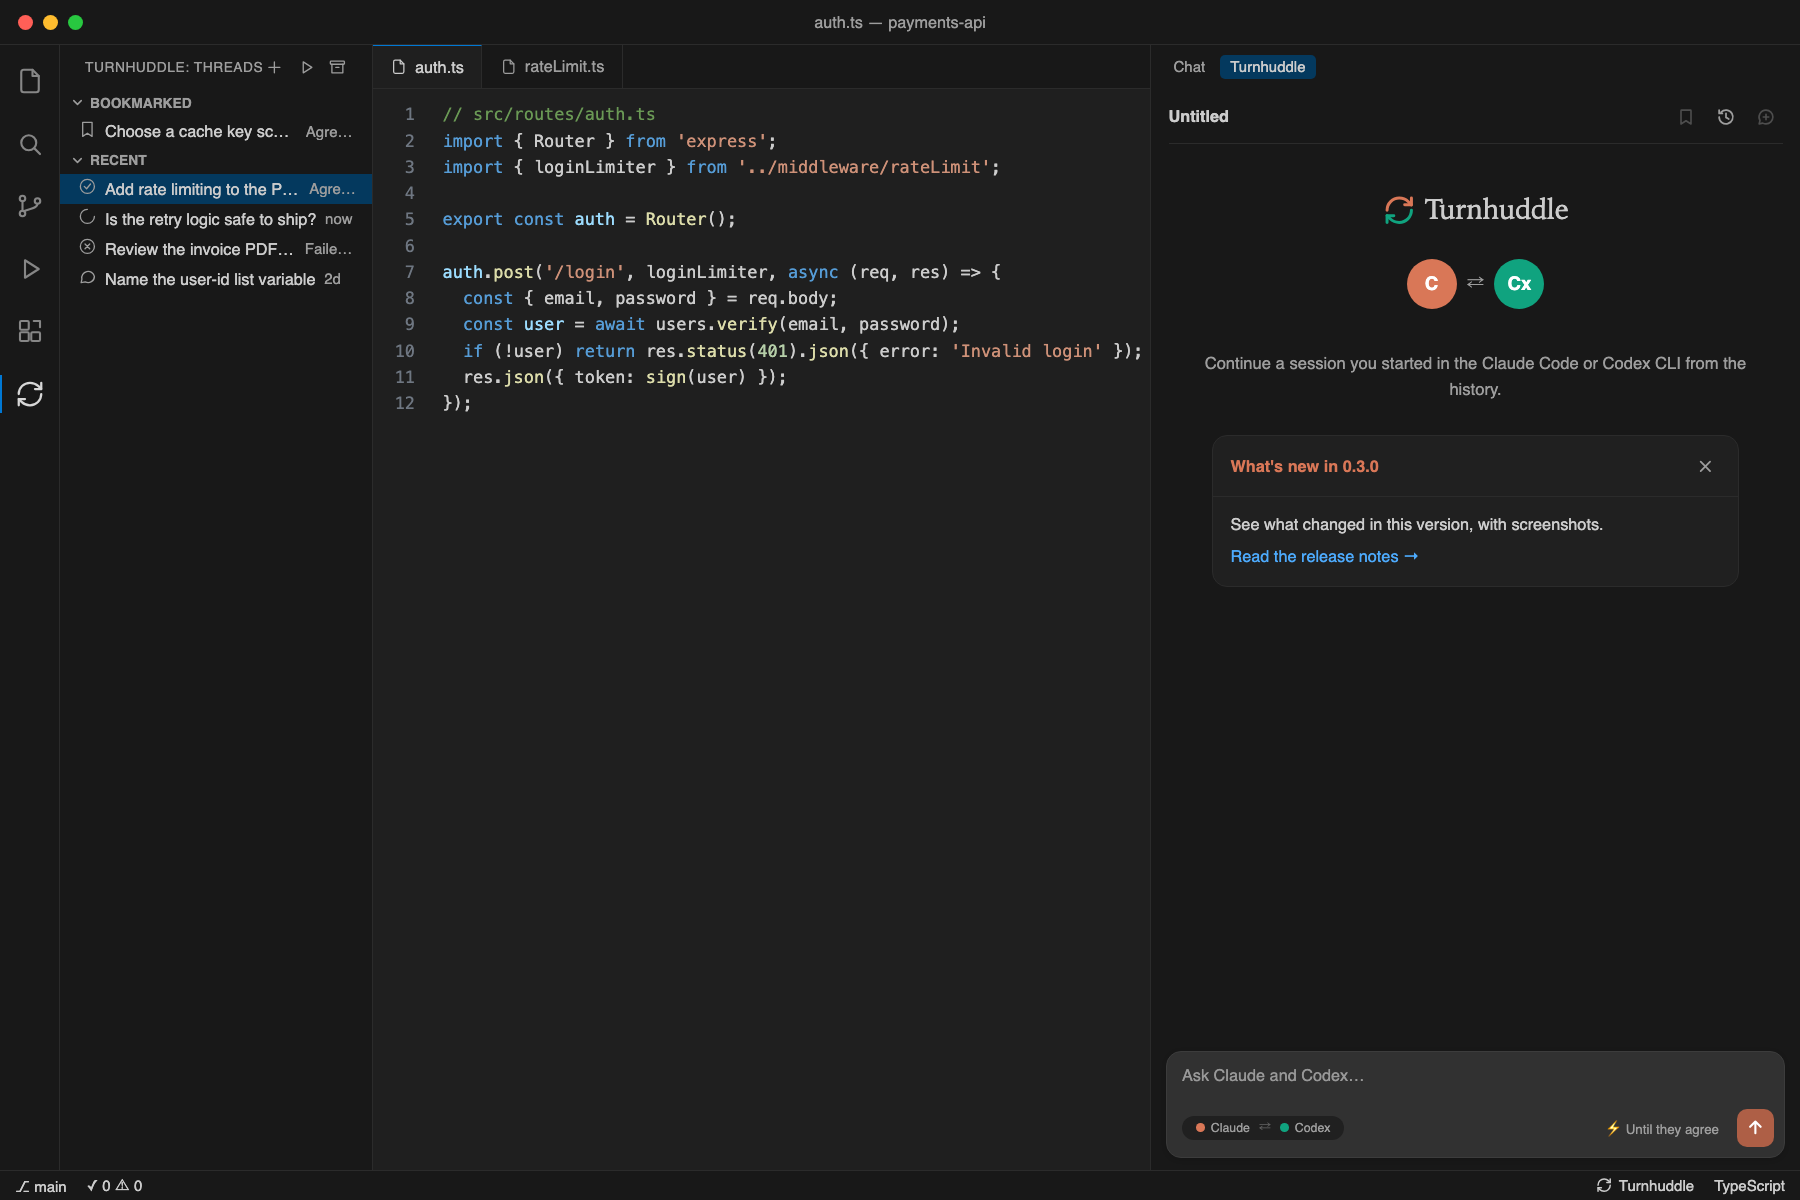 auth.ts — payments-api
TURNHUDDLE: THREADS
BOOKMARKED
Choose a cache key sc... Agre...
RECENT
Add rate limiting to the P... Agre...
Is the retry logic safe to ship? now
Review the invoice PDF... Faile...
Name the user-id list variable 2d
auth.ts
rateLimit.ts
1 // src/routes/auth.ts
2 import { Router } from 'express';
3 import { loginLimiter } from '../middleware/rateLimit';
4
5 export const auth = Router();
6
7 auth.post('/login', loginLimiter, async (req, res) => {
8   const { email, password } = req.body;
9   const user = await users.verify(email, password);
10   if (!user) return res.status(401).json({ error: 'Invalid login' });
11   res.json({ token: sign(user) });
12 });
Chat Turnhuddle
Untitled
Turnhuddle
C ⇄ Cx
Continue a session you started in the Claude Code or Codex CLI from the
history.
What's new in 0.3.0
See what changed in this version, with screenshots.
Read the release notes →
Ask Claude and Codex…
Claude ⇄ Codex
⚡ Until they agree
main ✓ 0 ⚠ 0
Turnhuddle TypeScript